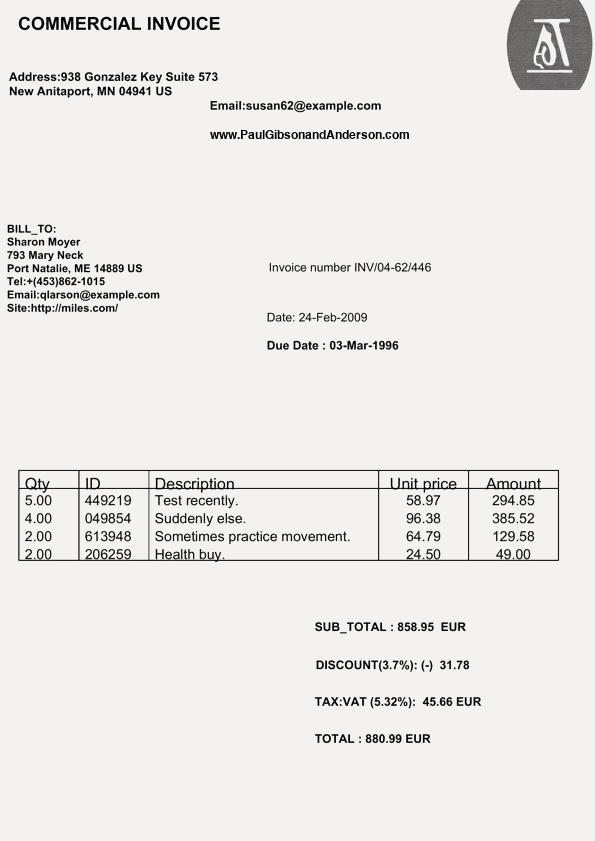 COMMERCIAL INVOICE
Address:938 Gonzalez Key Suite 573
New Anitaport, MN 04941 US
Email:susan62@example.com
www.PaulGibsonandAnderson.com
BILL_TO:
Sharon Moyer
793 Mary Neck
Port Natalie, ME 14889 US
Tel:+(453)862-1015
Email:qlarson@example.com
Site:http://miles.com/
Invoice number INV/04-62/446
Date: 24-Feb-2009
Due Date : 03-Mar-1996
Qty ID Description Unit price Amount
5.00 449219 Test recently. 58.97 294.85
4.00 049854 Suddenly else. 96.38 385.52
2.00 613948 Sometimes practice movement. 64.79 129.58
2.00 206259 Health buy. 24.50 49.00
SUB_TOTAL : 858.95 EUR
DISCOUNT(3.7%): (-) 31.78
TAX:VAT (5.32%): 45.66 EUR
TOTAL : 880.99 EUR